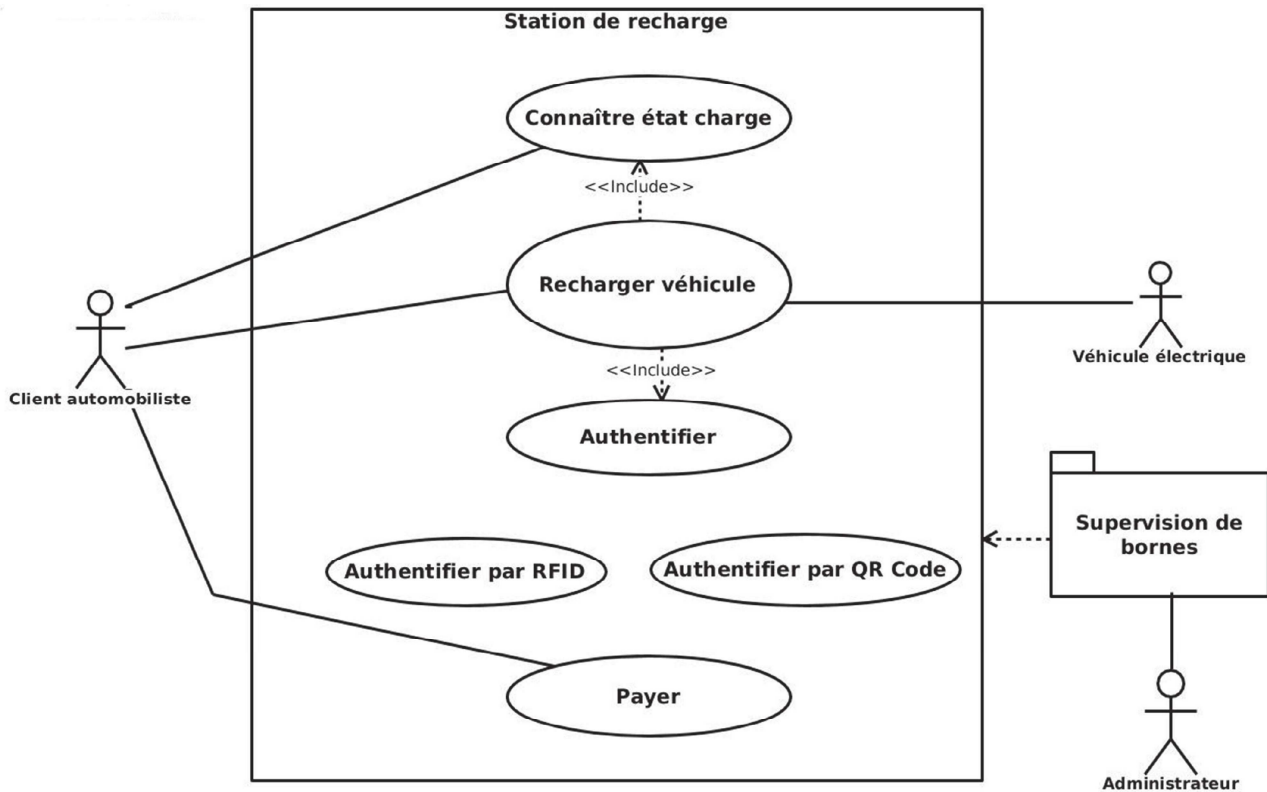 Station de recharge
Connaître état charge
<<Include>>
Recharger véhicule
<<Include>>
Authentifier
Client automobiliste
Véhicule électrique
Supervision de
bornes
Authentifier par RFID
Authentifier par QR Code
Payer
Administrateur